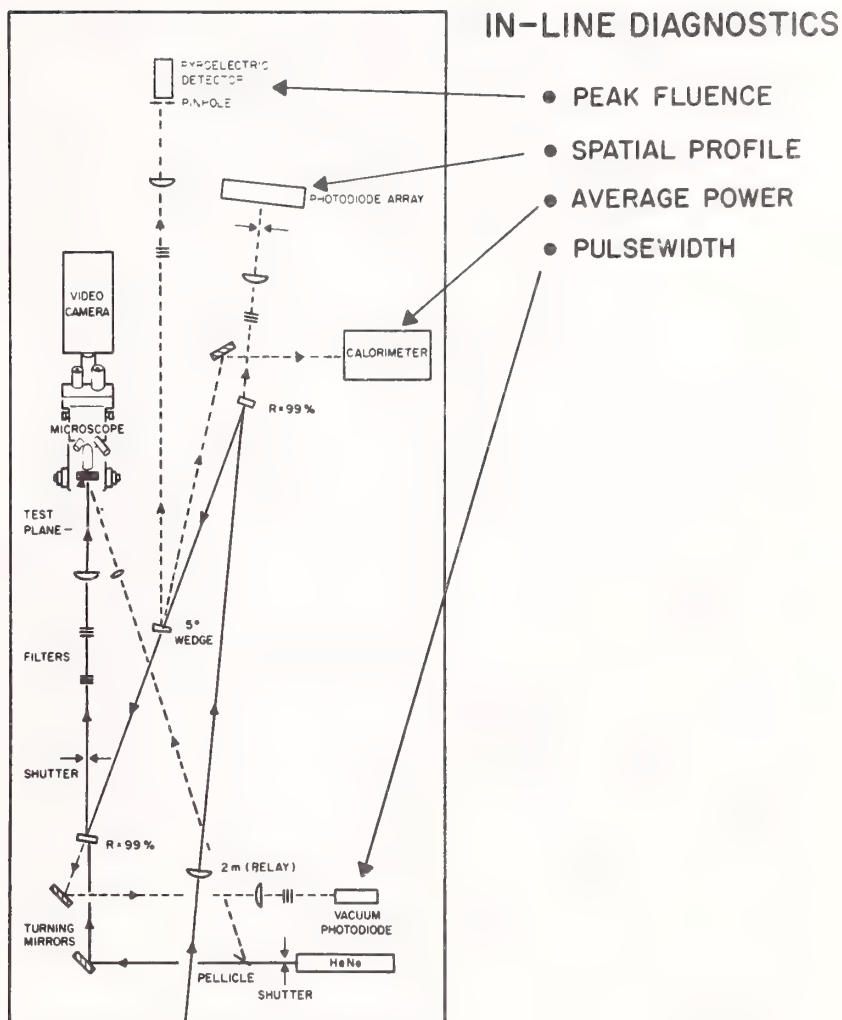 IN-LINE DIAGNOSTICS
PYROELECTRIC
DETECTOR
PINHOLE
• PEAK FLUENCE
• SPATIAL PROFILE
• AVERAGE POWER
• PULSEWIDTH
PHOTODIODE ARRAY
VIDEO
CAMERA
CALORIMETER
R=99%
MICROSCOPE
TEST
PLANE
5°
WEDGE
FILTERS
SHUTTER
R=99%
2m (RELAY)
VACUUM
PHOTODIODE
TURNING
MIRRORS
HeNe
PELLICLE
SHUTTER